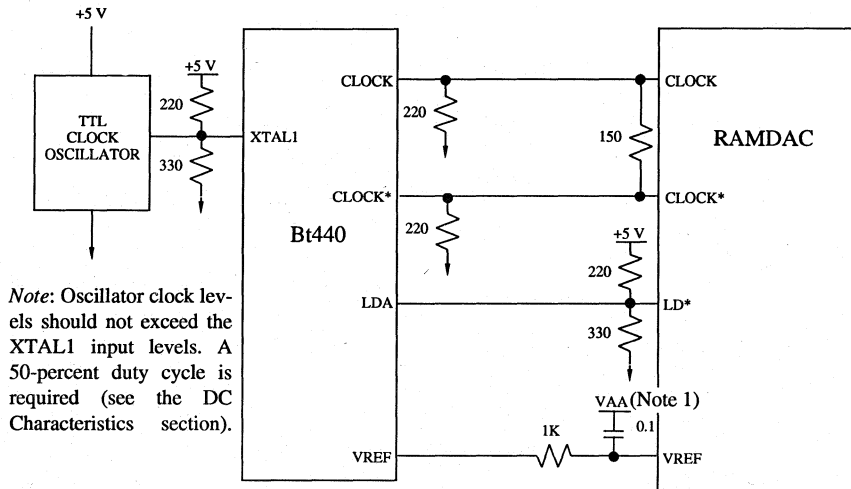 +5 V
TTL
CLOCK
OSCILLATOR
+5 V
220
330
XTAL1
CLOCK
CLOCK*
Bt440
LDA
VREF
220
220
150
CLOCK
RAMDAC
CLOCK*
+5 V
220
330
LD*
VAA (Note 1)
0.1
1K
VREF
Note: Oscillator clock lev-
els should not exceed the
XTAL1 input levels. A
50-percent duty cycle is
required (see the DC
Characteristics section).